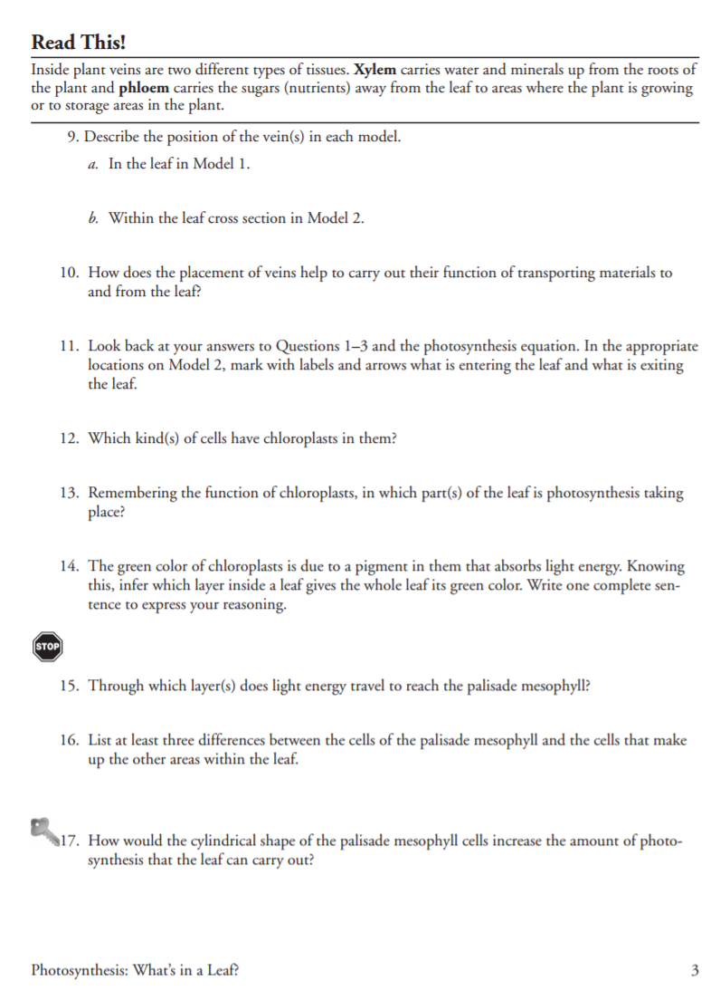 Read This!
Inside plant veins are two different types of tissues. Xylem carries water and minerals up from the roots of
the plant and phloem carries the sugars (nutrients) away from the leaf to areas where the plant is growing
or to storage areas in the plant.
9. Describe the position of the vein(s) in each model.
a. In the leaf in Model 1.
b. Within the leaf cross section in Model 2.
10. How does the placement of veins help to carry out their function of transporting materials to
and from the leaf?
11. Look back at your answers to Questions 1–3 and the photosynthesis equation. In the appropriate
locations on Model 2, mark with labels and arrows what is entering the leaf and what is exiting
the leaf.
12. Which kind(s) of cells have chloroplasts in them?
13. Remembering the function of chloroplasts, in which part(s) of the leaf is photosynthesis taking
place?
14. The green color of chloroplasts is due to a pigment in them that absorbs light energy. Knowing
this, infer which layer inside a leaf gives the whole leaf its green color. Write one complete sen-
tence to express your reasoning.
STOP
15. Through which layer(s) does light energy travel to reach the palisade mesophyll?
16. List at least three differences between the cells of the palisade mesophyll and the cells that make
up the other areas within the leaf.
17. How would the cylindrical shape of the palisade mesophyll cells increase the amount of photo-
synthesis that the leaf can carry out?
Photosynthesis: What's in a Leaf? 3